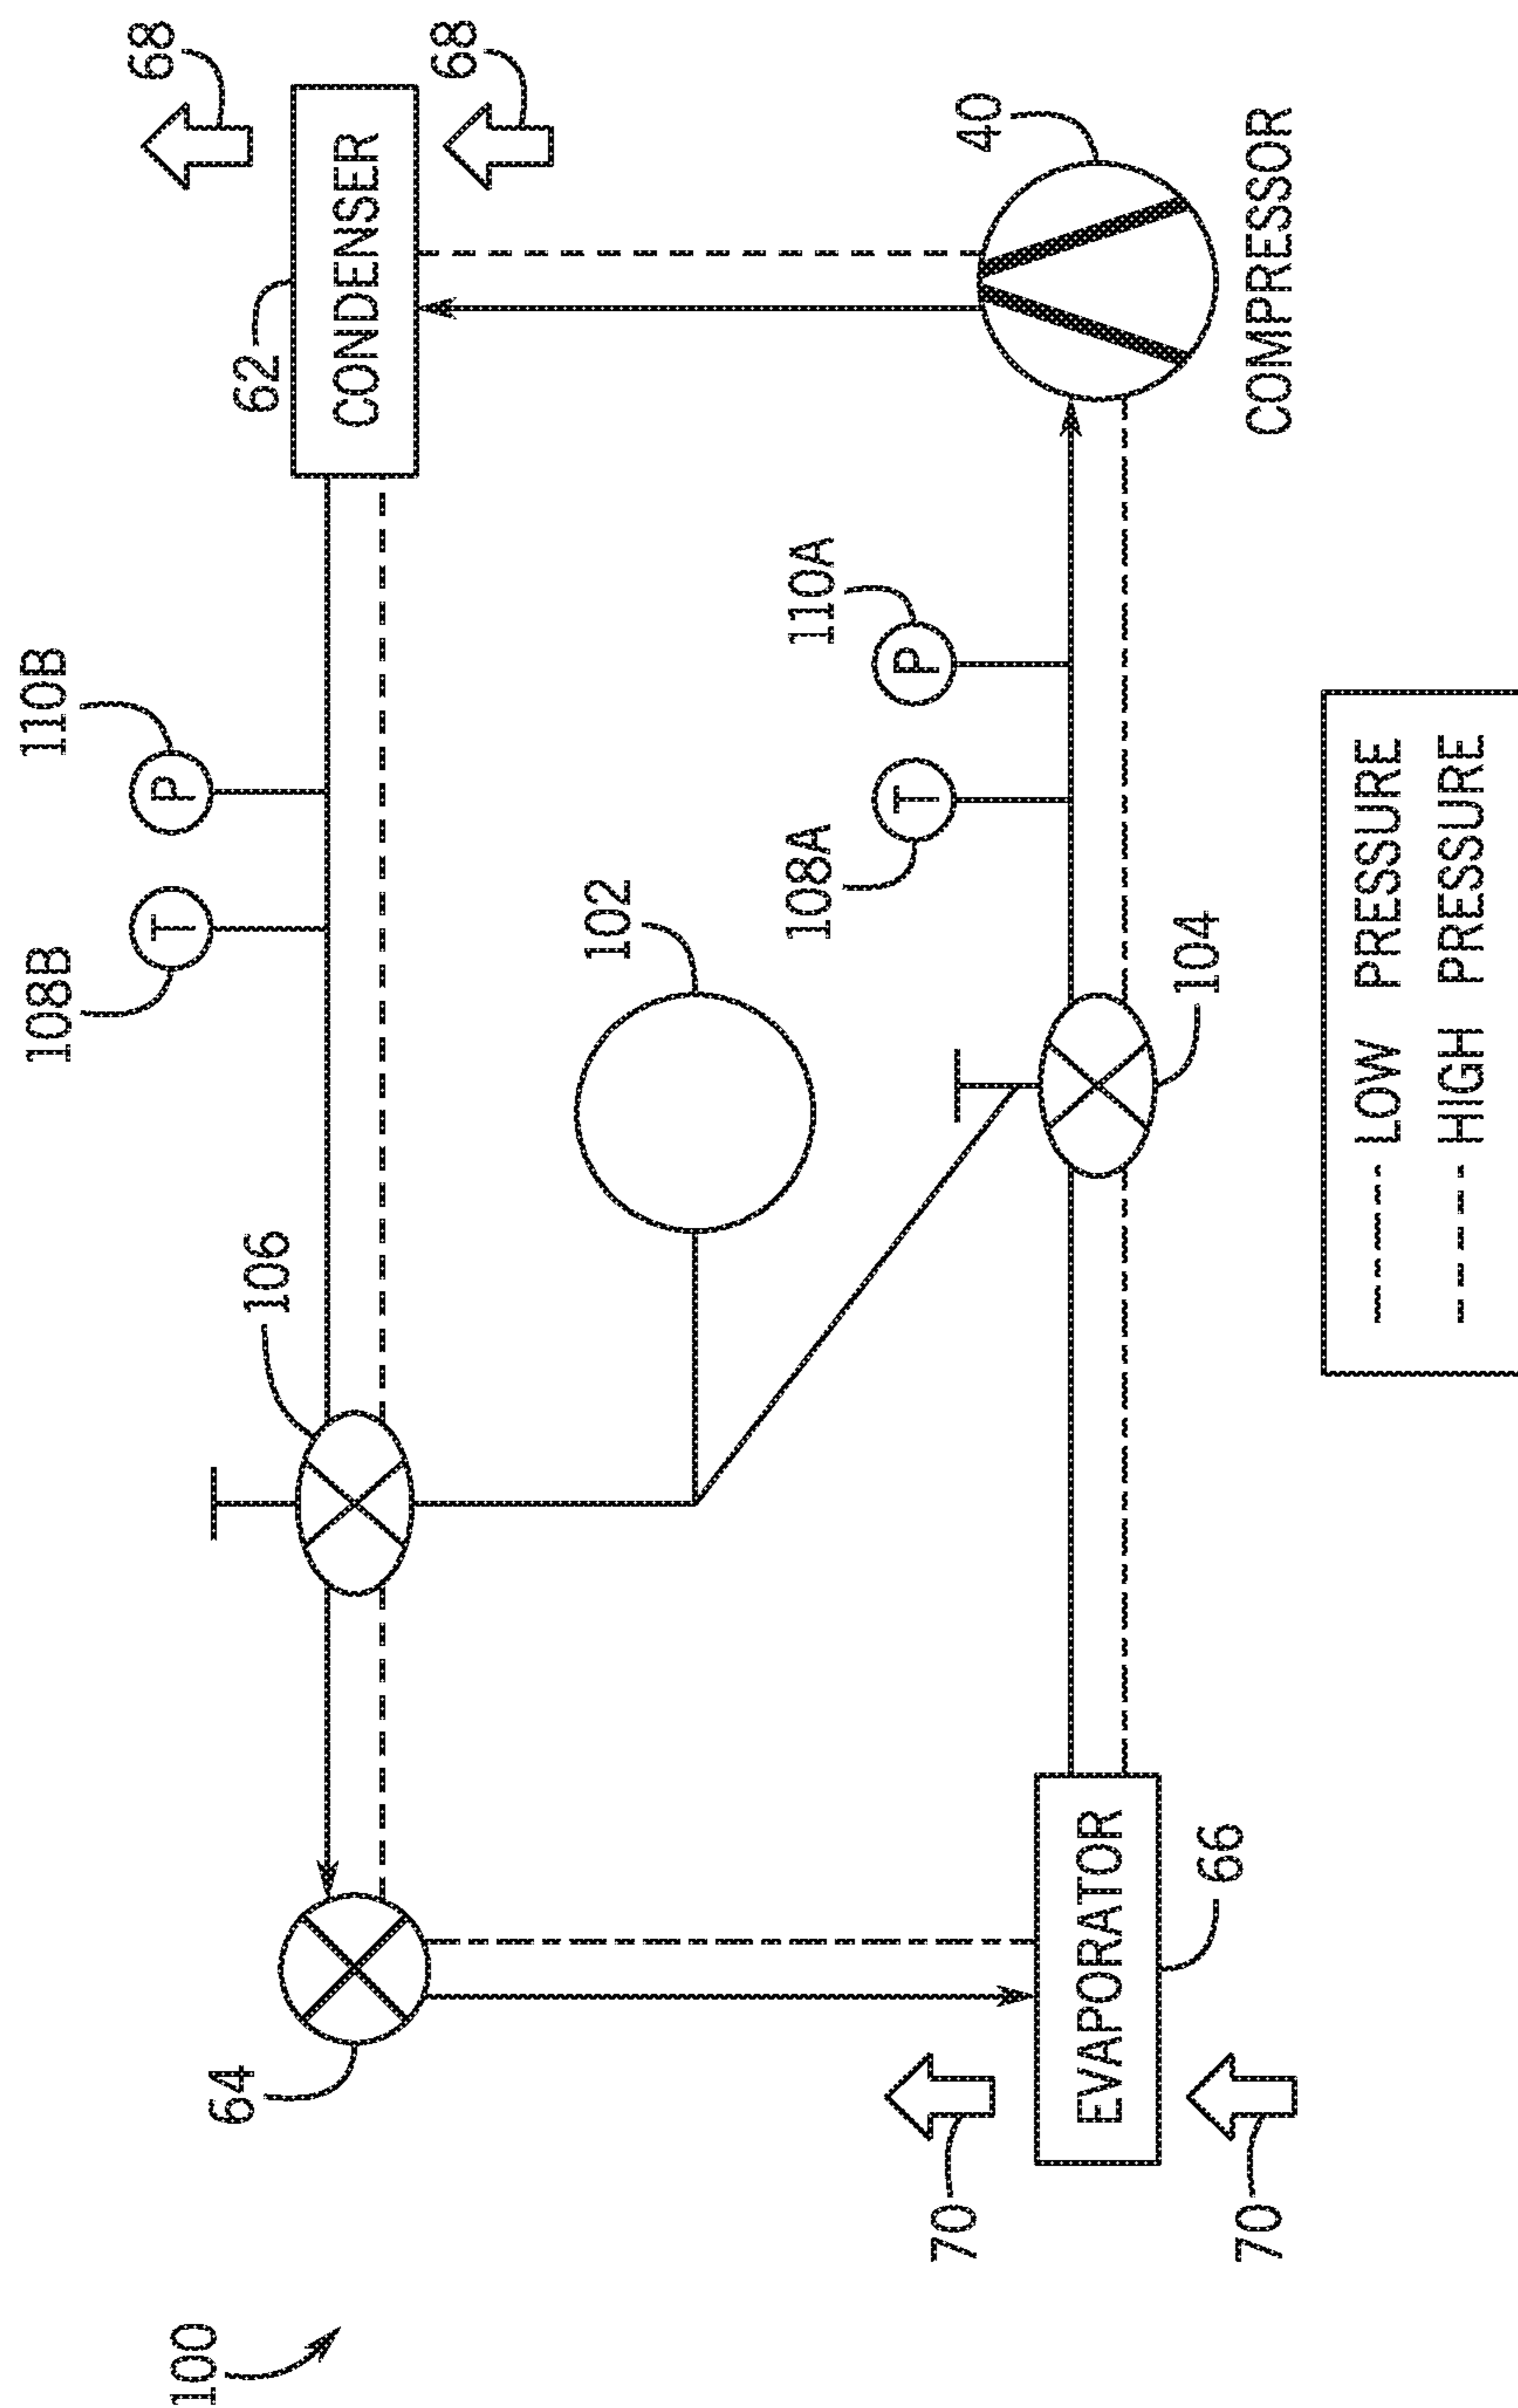 108B
110B
68
T
P
100
64
106
62
CONDENSER
68
102
108A
110A
T
P
70
40
EVAPORATOR
104
66
70
COMPRESSOR
LOW PRESSURE
HIGH PRESSURE